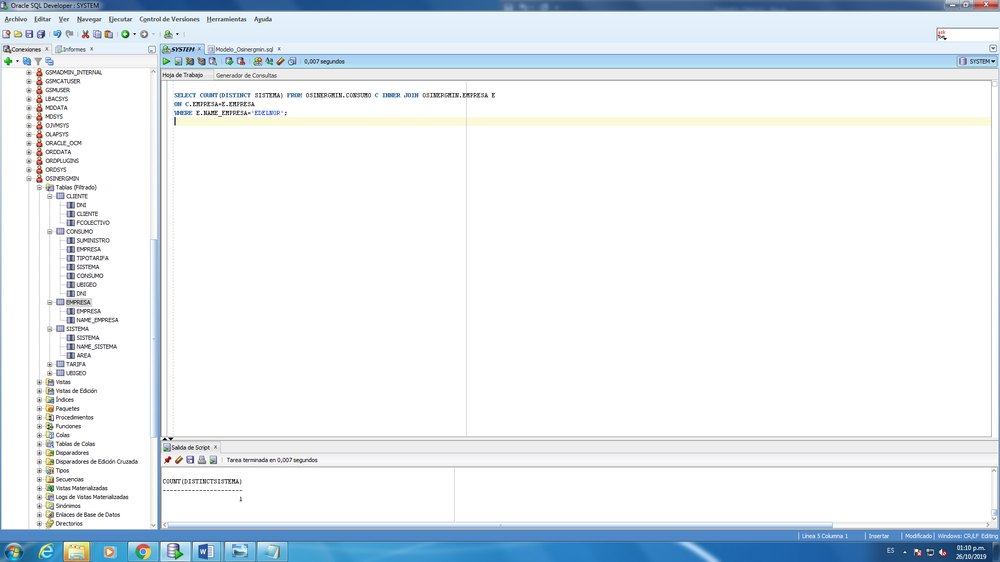 Oracle SQL Developer : SYSTEM
Archivo Editar Ver Navegar Ejecutar Control de Versiones Herramientas Ayuda
ask
Tom
Conexiones x Informes x
SYSTEM x Modelo_Osinergmin.sql x
0,007 segundos
SYSTEM
Hoja de Trabajo Generador de Consultas
SELECT COUNT(DISTINCT SISTEMA) FROM OSINERGMIN.CONSUMO C INNER JOIN OSINERGMIN.EMPRESA E
ON C.EMPRESA=E.EMPRESA
WHERE E.NAME_EMPRESA='EDELNOR';
GSMADMIN_INTERNAL
GSMCATUSER
GSMUSER
LBACSYS
MDDATA
MDSYS
OJVMSYS
OLAPSYS
ORACLE_OCM
ORDDATA
ORDPLUGINS
ORDSYS
OSINERGMIN
Tablas (Filtrado)
CLIENTE
DNI
CLIENTE
FCOLECTIVO
CONSUMO
SUMINISTRO
EMPRESA
TIPOTARIFA
SISTEMA
CONSUMO
UBIGEO
DNI
EMPRESA
EMPRESA
NAME_EMPRESA
SISTEMA
SISTEMA
NAME_SISTEMA
AREA
TARIFA
UBIGEO
Vistas
Vistas de Edición
Índices
Paquetes
Procedimientos
Funciones
Colas
Tablas de Colas
Disparadores
Disparadores de Edición Cruzada
Tipos
Secuencias
Vistas Materializadas
Logs de Vistas Materializadas
Sinónimos
Enlaces de Base de Datos
Directorios
Salida de Script x
Tarea terminada en 0,007 segundos
COUNT(DISTINCTSISTEMA)
----------------------
1
Línea 5 Columna 1 Insertar Modificado Windows: CR/LF Editing
ES
01:10 p.m.
26/10/2019